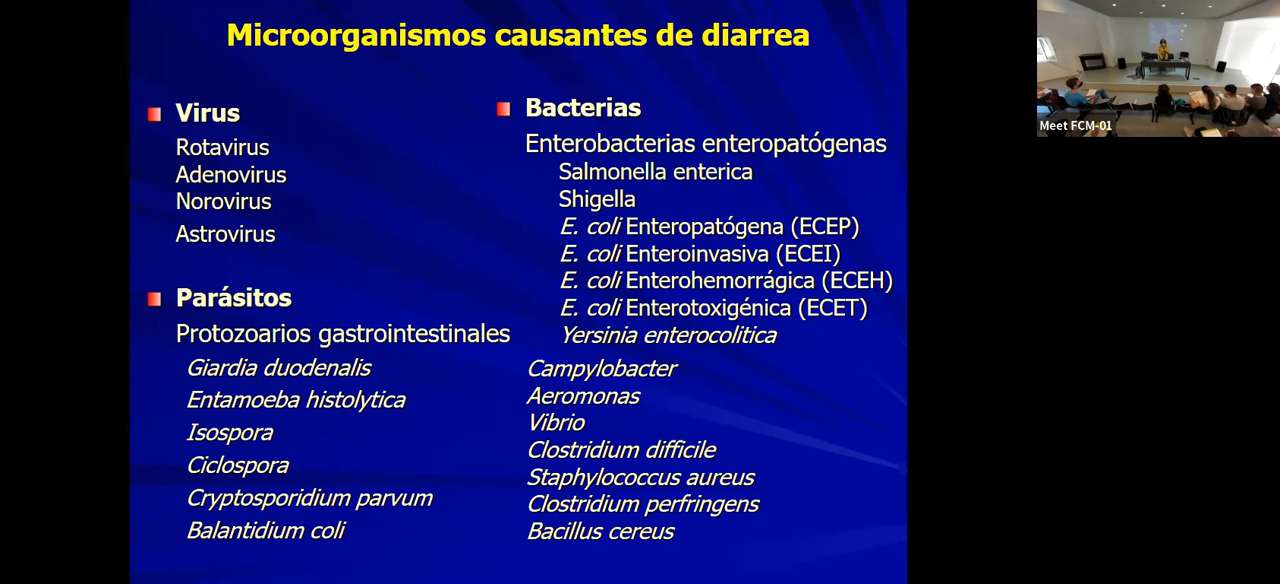 Microorganismos causantes de diarrea
Virus
Rotavirus
Adenovirus
Norovirus
Astrovirus
Parásitos
Protozoarios gastrointestinales
Giardia duodenalis
Entamoeba histolytica
Isospora
Ciclospora
Cryptosporidium parvum
Balantidium coli
Bacterias
Enterobacterias enteropatógenas
Salmonella enterica
Shigella
E. coli Enteropatógena (ECEP)
E. coli Enteroinvasiva (ECEI)
E. coli Enterohemorrágica (ECEH)
E. coli Enterotoxigénica (ECET)
Yersinia enterocolitica
Campylobacter
Aeromonas
Vibrio
Clostridium difficile
Staphylococcus aureus
Clostridium perfringens
Bacillus cereus
Meet FCM-01